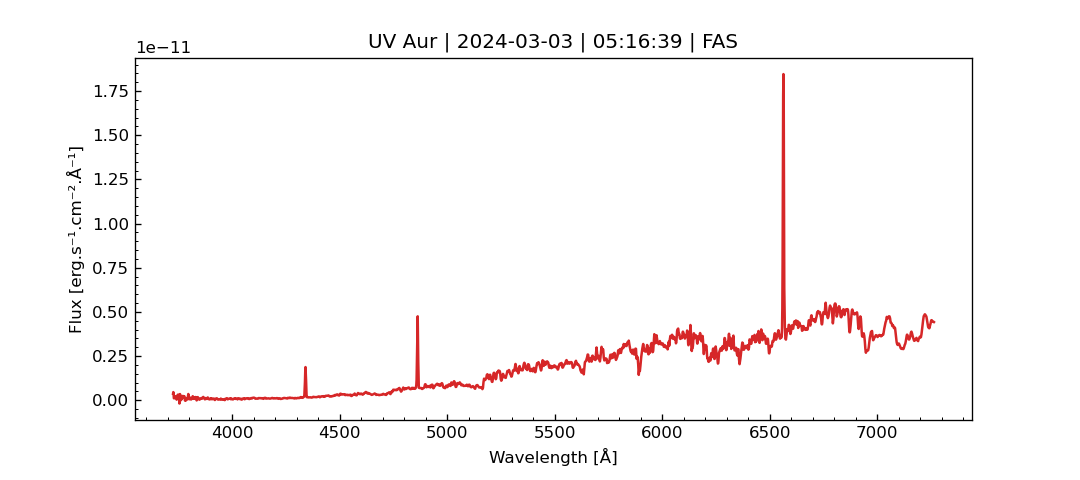 UV Aur | 2024-03-03 | 05:16:39 | FAS
1e−11
1.75
1.50
1.25
1.00
0.75
0.50
0.25
0.00
Flux [erg.s⁻¹.cm⁻².Å⁻¹]
4000 4500 5000 5500 6000 6500 7000
Wavelength [Å]